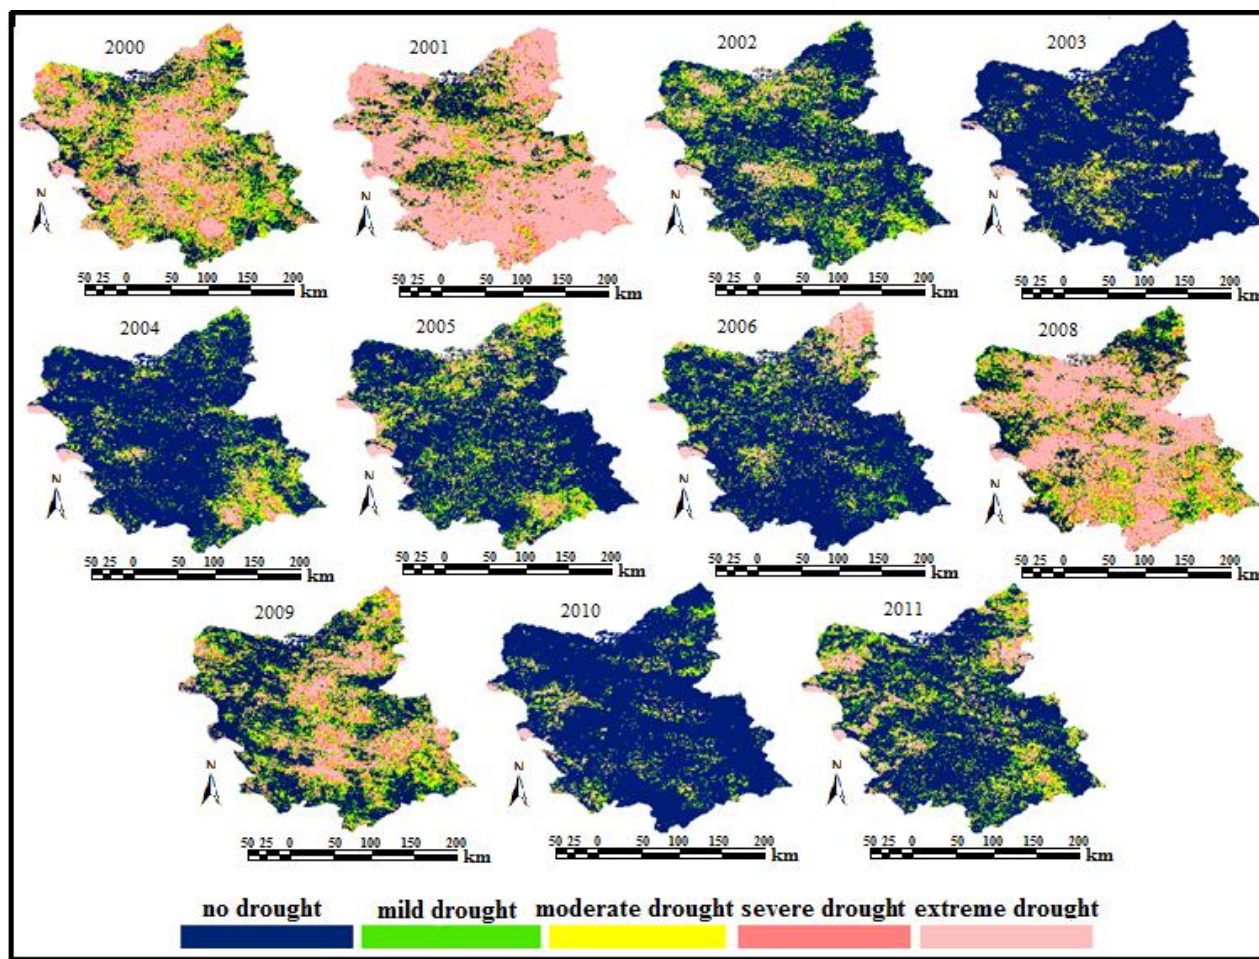 2000 2001 2002 2003
N N N N
50 25 0 50 100 150 200 km 50 25 0 50 100 150 200 km 50 25 0 50 100 150 200 km 50 25 0 50 100 150 200 km
2004 2005 2006 2008
N N N N
50 25 0 50 100 150 200 km 50 25 0 50 100 150 200 km 50 25 0 50 100 150 200 km 50 25 0 50 100 150 200 km
2009 2010 2011
N N N
50 25 0 50 100 150 200 km 50 25 0 50 100 150 200 km 50 25 0 50 100 150 200 km
no drought mild drought moderate drought severe drought extreme drought